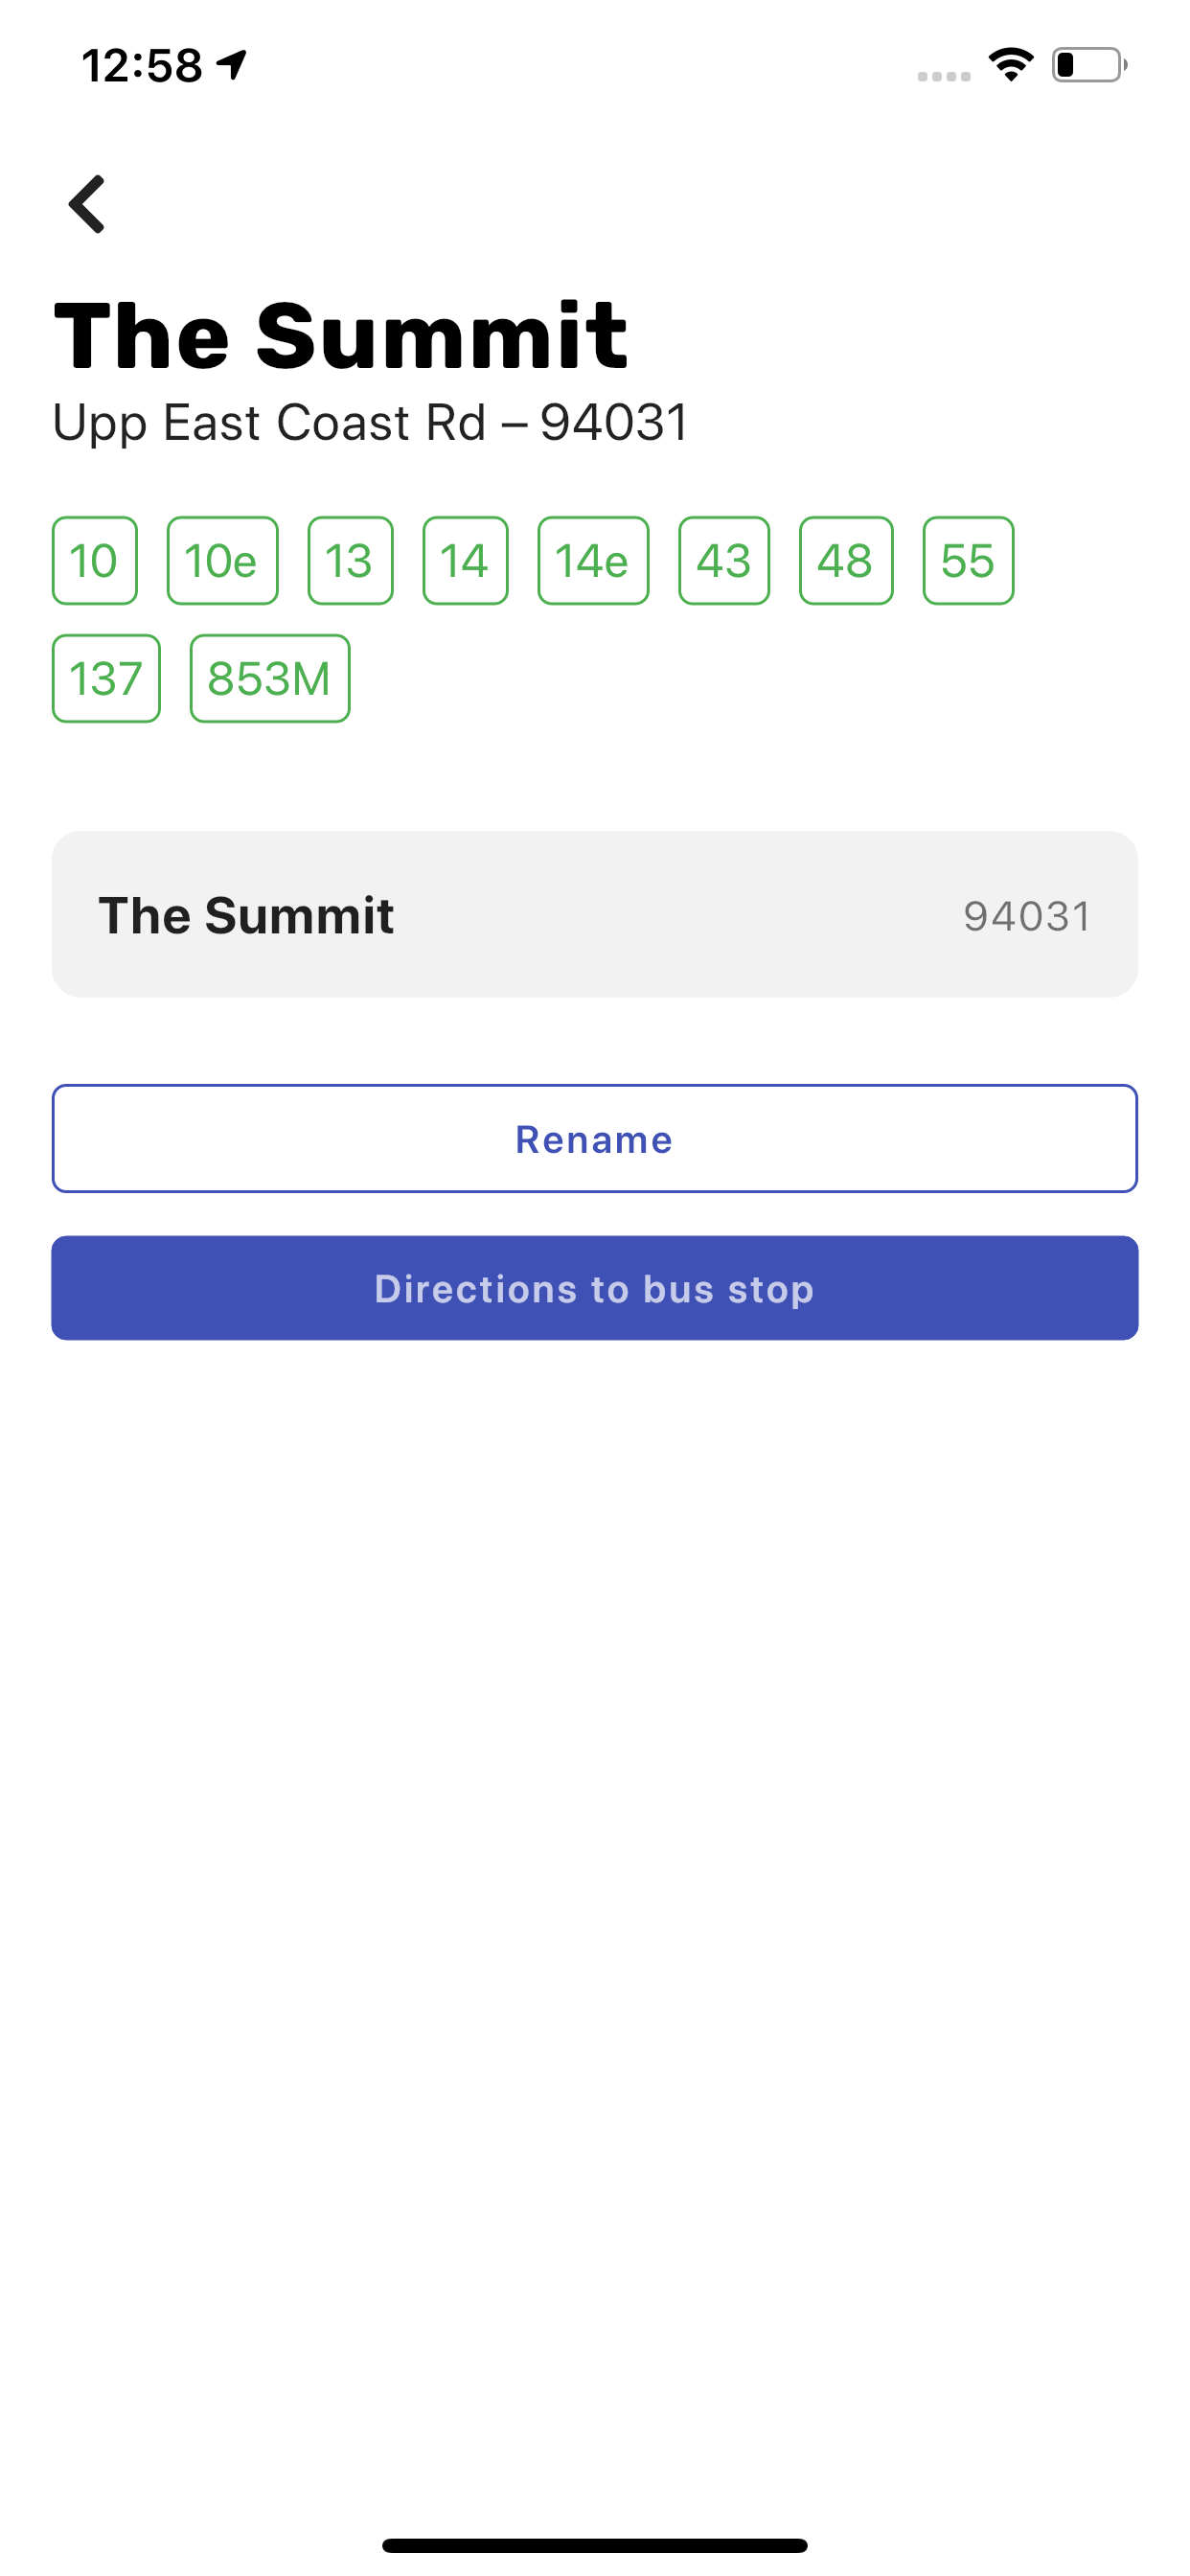 12:58
The Summit
Upp East Coast Rd – 94031
10 10e 13 14 14e 43 48 55
137 853M
The Summit 94031
Rename
Directions to bus stop